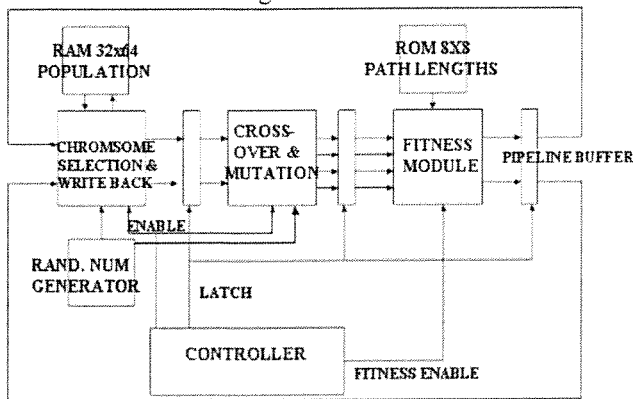 RAM 32x64
POPULATION
ROM 8X8
PATH LENGTHS
CHROMSOME
SELECTION &
WRITE BACK
CROSS-
OVER &
MUTATION
FITNESS
MODULE
PIPELINE BUFFER
ENABLE
RAND. NUM
GENERATOR
LATCH
CONTROLLER
FITNESS ENABLE